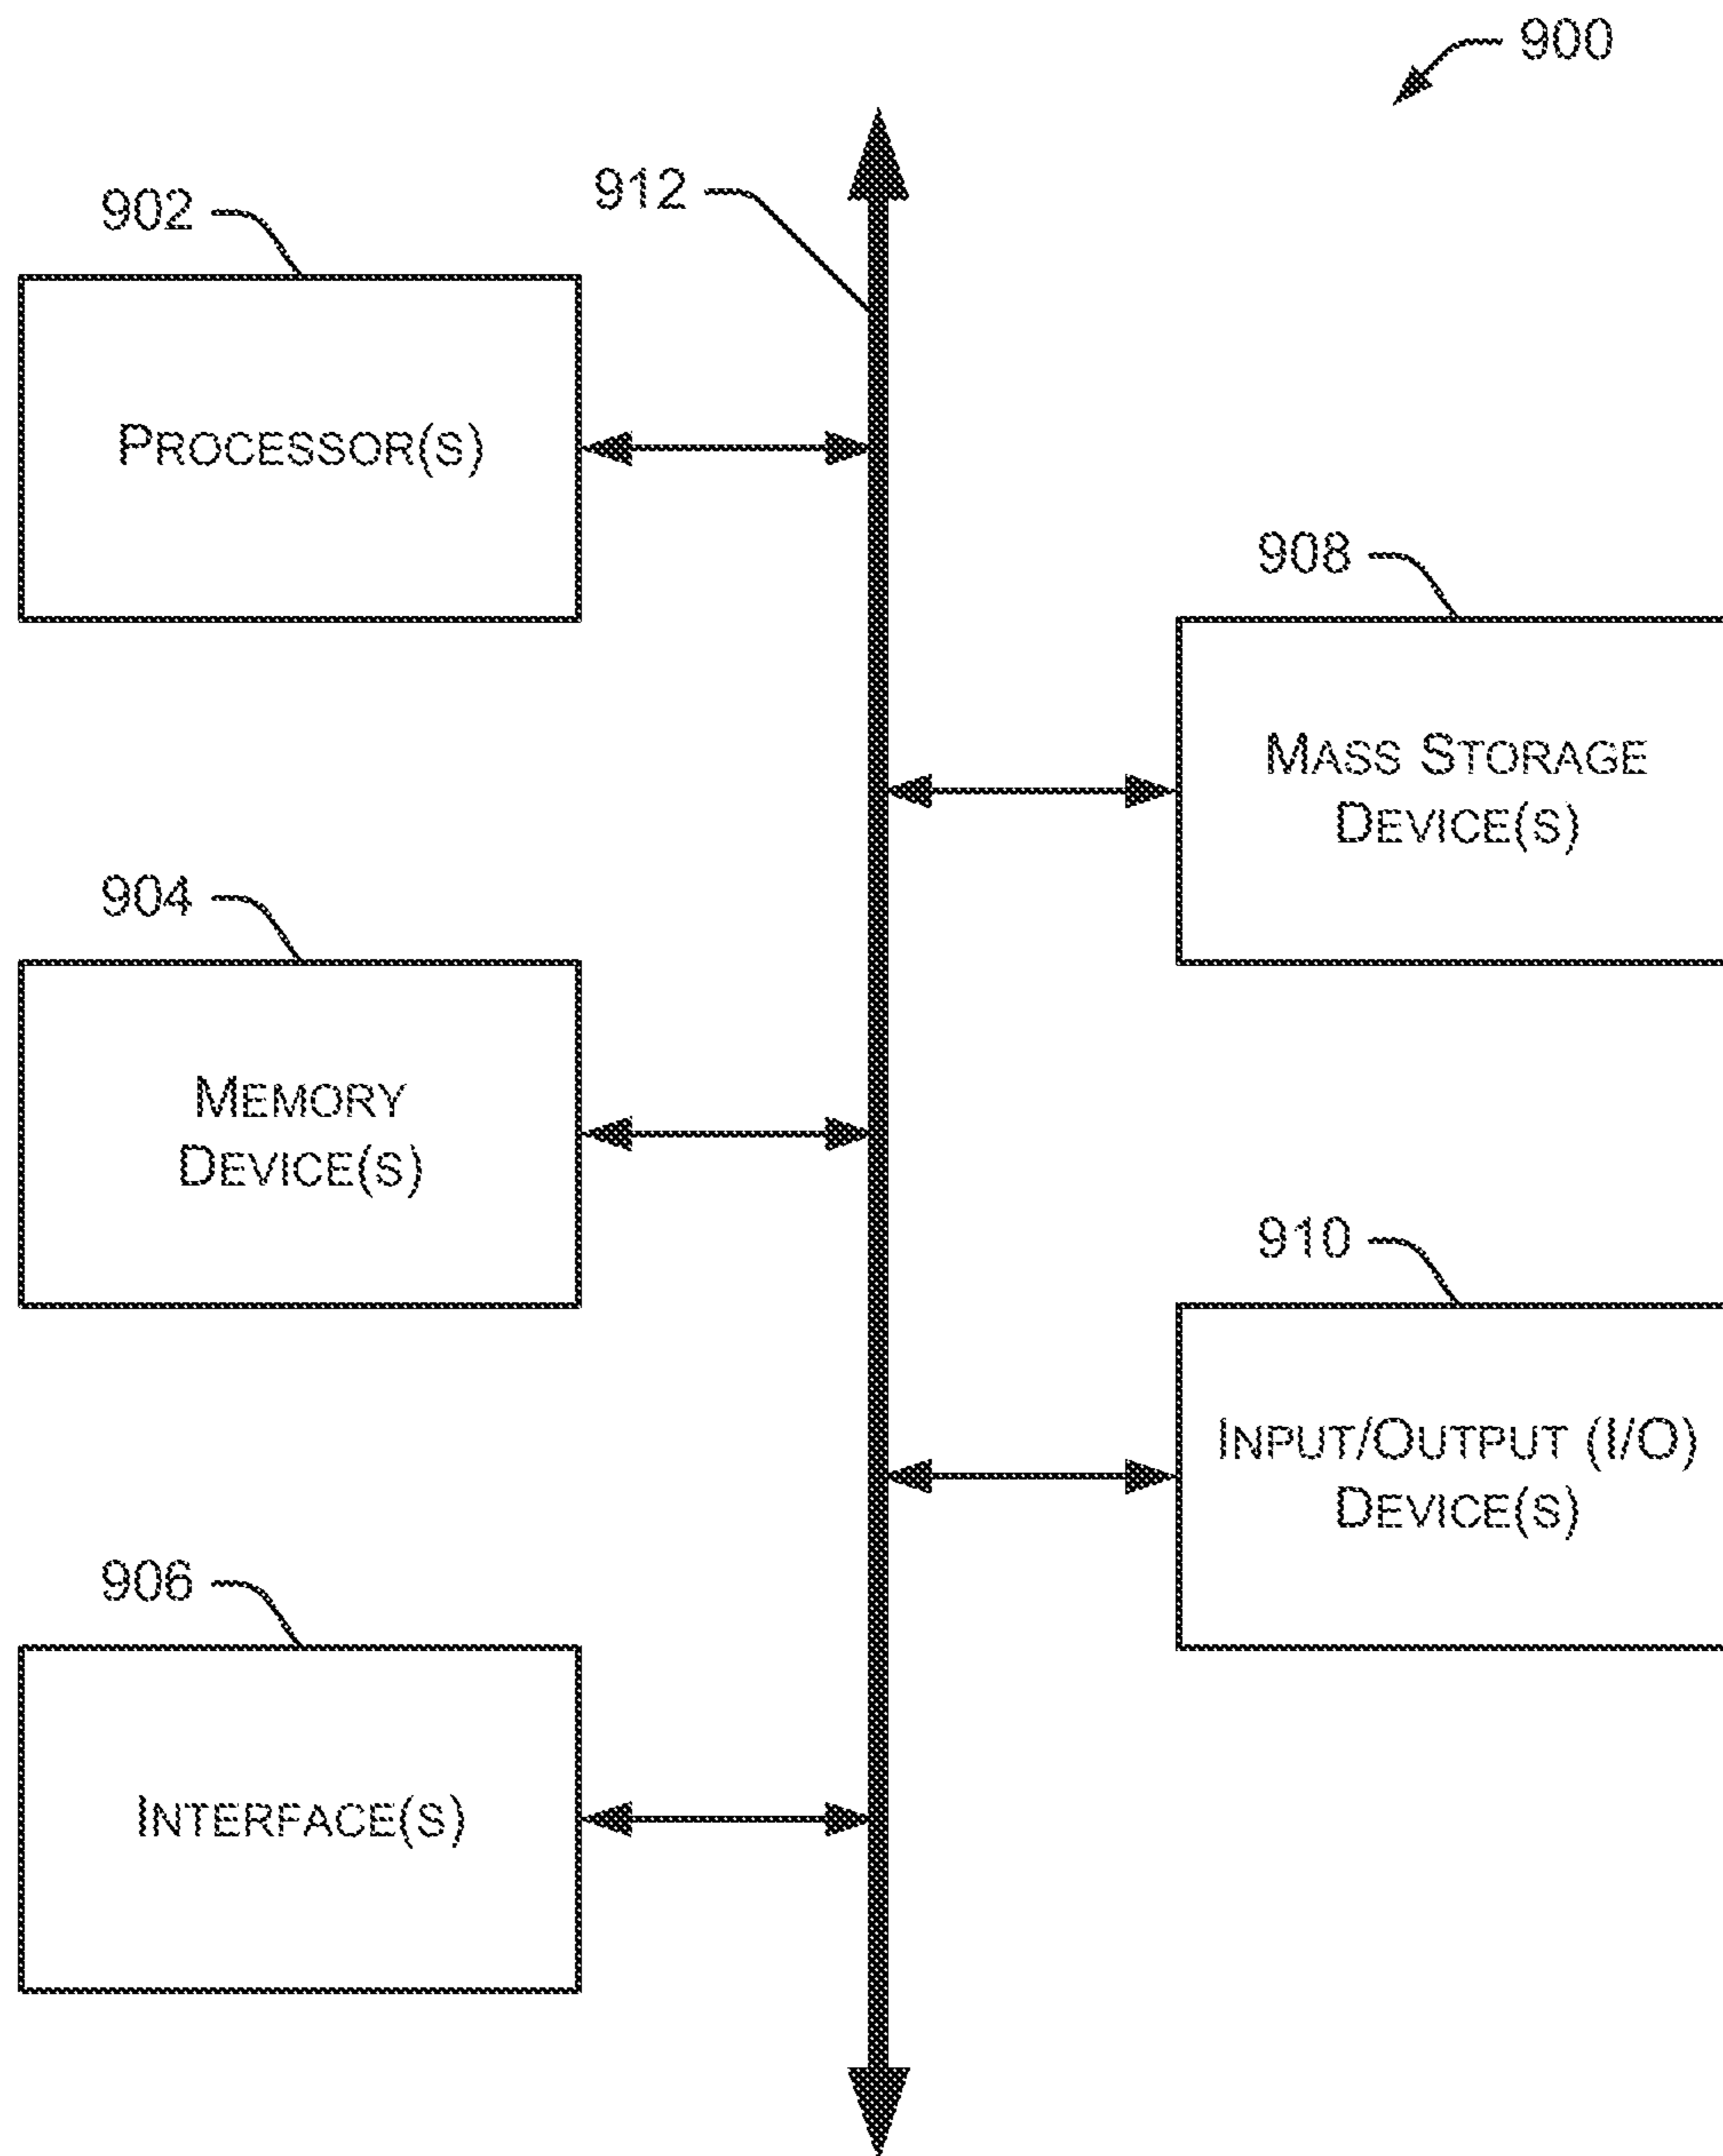 900
902
912
PROCESSOR(S)
908
MASS STORAGE
DEVICE(S)
904
MEMORY
DEVICE(S)
910
INPUT/OUTPUT (I/O)
DEVICE(S)
906
INTERFACE(S)